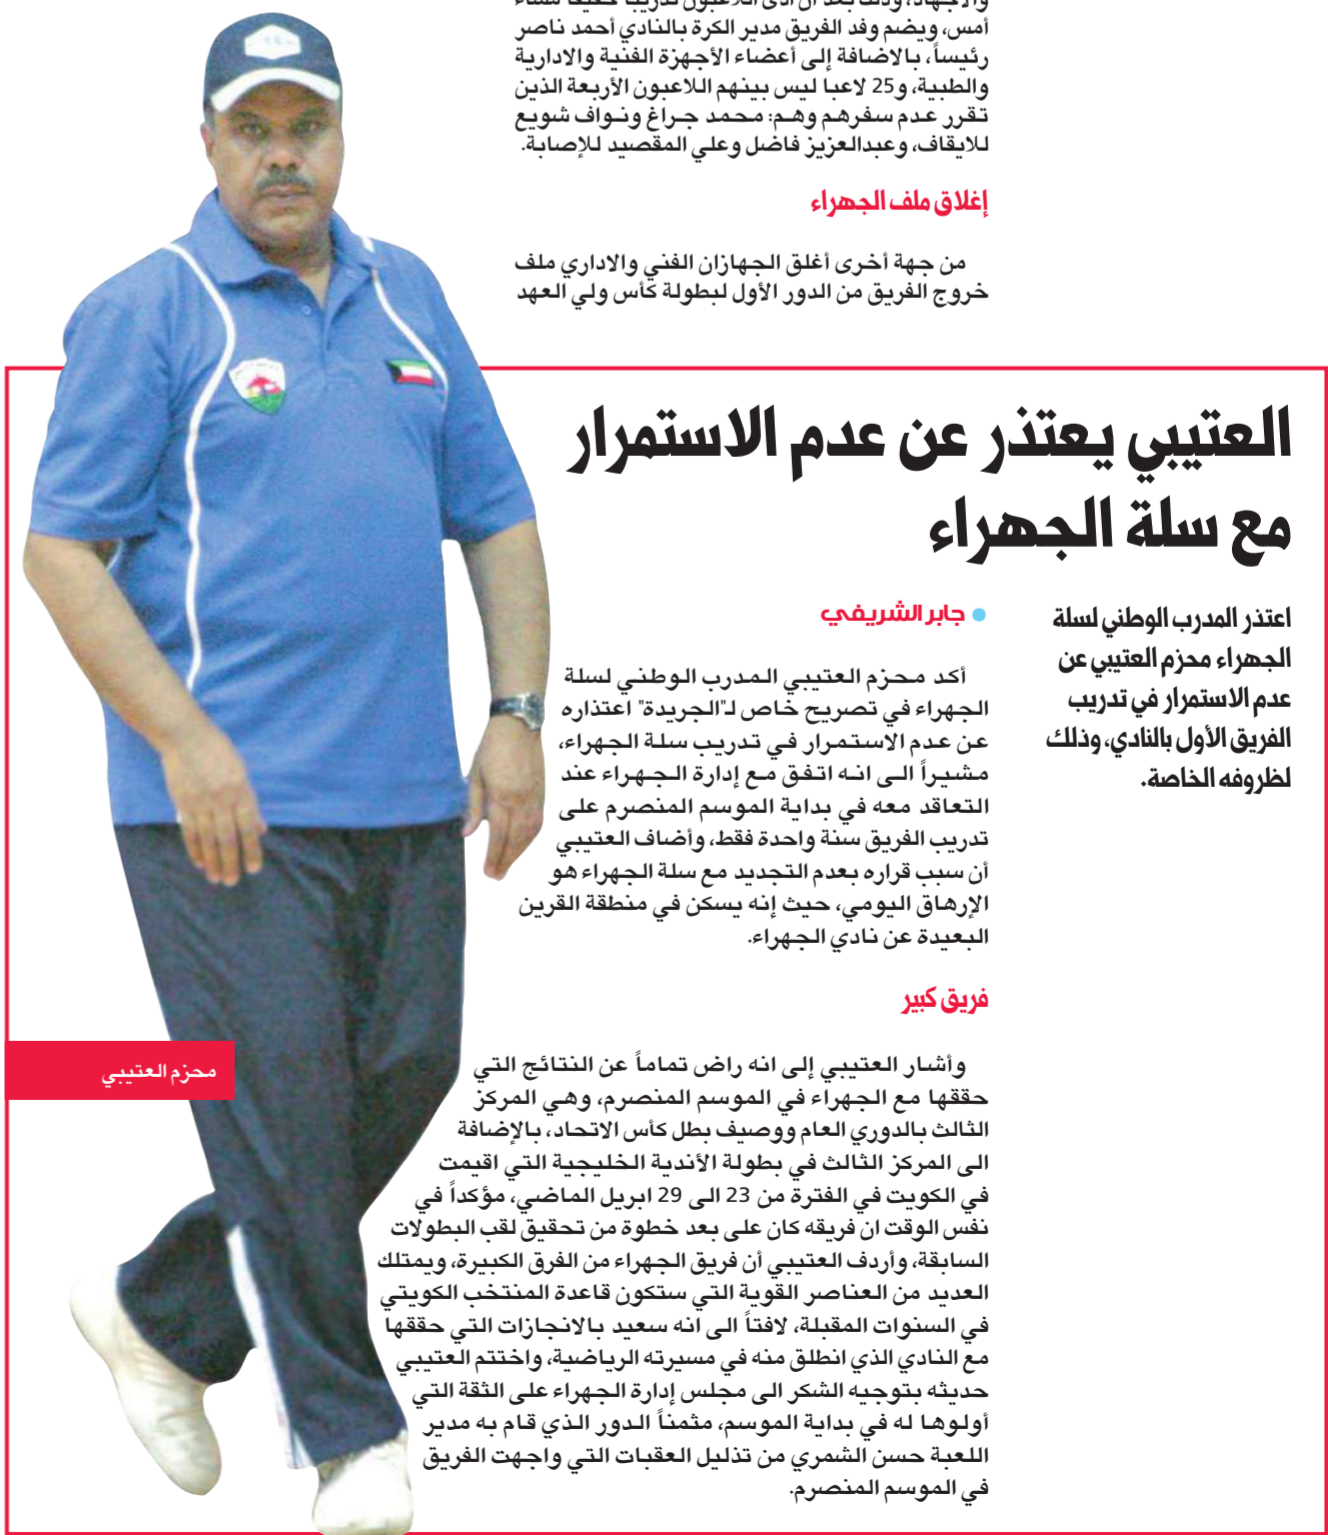 أمس، ويضم وفد الفريق مدير الكرة بالنادي أحمد ناصر
رئيساً، بالاضافة إلى أعضاء الأجهزة الفنية والادارية
والطبية، و25 لاعبا ليس بينهم اللاعبون الأربعة الذين
تقرر عدم سفرهم وهم: محمد جراغ ونواف شويع
للايقاف، وعبدالعزيز فاضل وعلي المقصيد للإصابة.
إغلاق ملف الجهراء
من جهة أخرى أغلق الجهازان الفني والاداري ملف
خروج الفريق من الدور الأول لبطولة كأس ولي العهد
العتيبي يعتذر عن عدم الاستمرار
مع سلة الجهراء
اعتذر المدرب الوطني لسلة
الجهراء محزم العتيبي عن
عدم الاستمرار في تدريب
الفريق الأول بالنادي، وذلك
لظروفه الخاصة.
● جابر الشريفي
أكد محزم العتيبي المدرب الوطني لسلة
الجهراء في تصريح خاص لـ"الجريدة" اعتذاره
عن عدم الاستمرار في تدريب سلة الجهراء،
مشيراً الى انه اتفق مع إدارة الجهراء عند
التعاقد معه في بداية الموسم المنصرم على
تدريب الفريق سنة واحدة فقط، وأضاف العتيبي
أن سبب قراره بعدم التجديد مع سلة الجهراء هو
الإرهاق اليومي، حيث إنه يسكن في منطقة القرين
البعيدة عن نادي الجهراء.
فريق كبير
وأشار العتيبي إلى انه راض تماماً عن النتائج التي
حققها مع الجهراء في الموسم المنصرم، وهي المركز
الثالث بالدوري العام ووصيف بطل كأس الاتحاد، بالإضافة
الى المركز الثالث في بطولة الأندية الخليجية التي اقيمت
في الكويت في الفترة من 23 الى 29 ابريل الماضي، مؤكداً في
نفس الوقت ان فريقه كان على بعد خطوة من تحقيق لقب البطولات
السابقة، وأردف العتيبي أن فريق الجهراء من الفرق الكبيرة، ويمتلك
العديد من العناصر القوية التي ستكون قاعدة المنتخب الكويتي
في السنوات المقبلة، لافتاً الى انه سعيد بالانجازات التي حققها
مع النادي الذي انطلق منه في مسيرته الرياضية، واختتم العتيبي
حديثه بتوجيه الشكر الى مجلس إدارة الجهراء على الثقة التي
أولوها له في بداية الموسم، مثمناً الدور الذي قام به مدير
اللعبة حسن الشمري من تذليل العقبات التي واجهت الفريق
في الموسم المنصرم.
محزم العتيبي